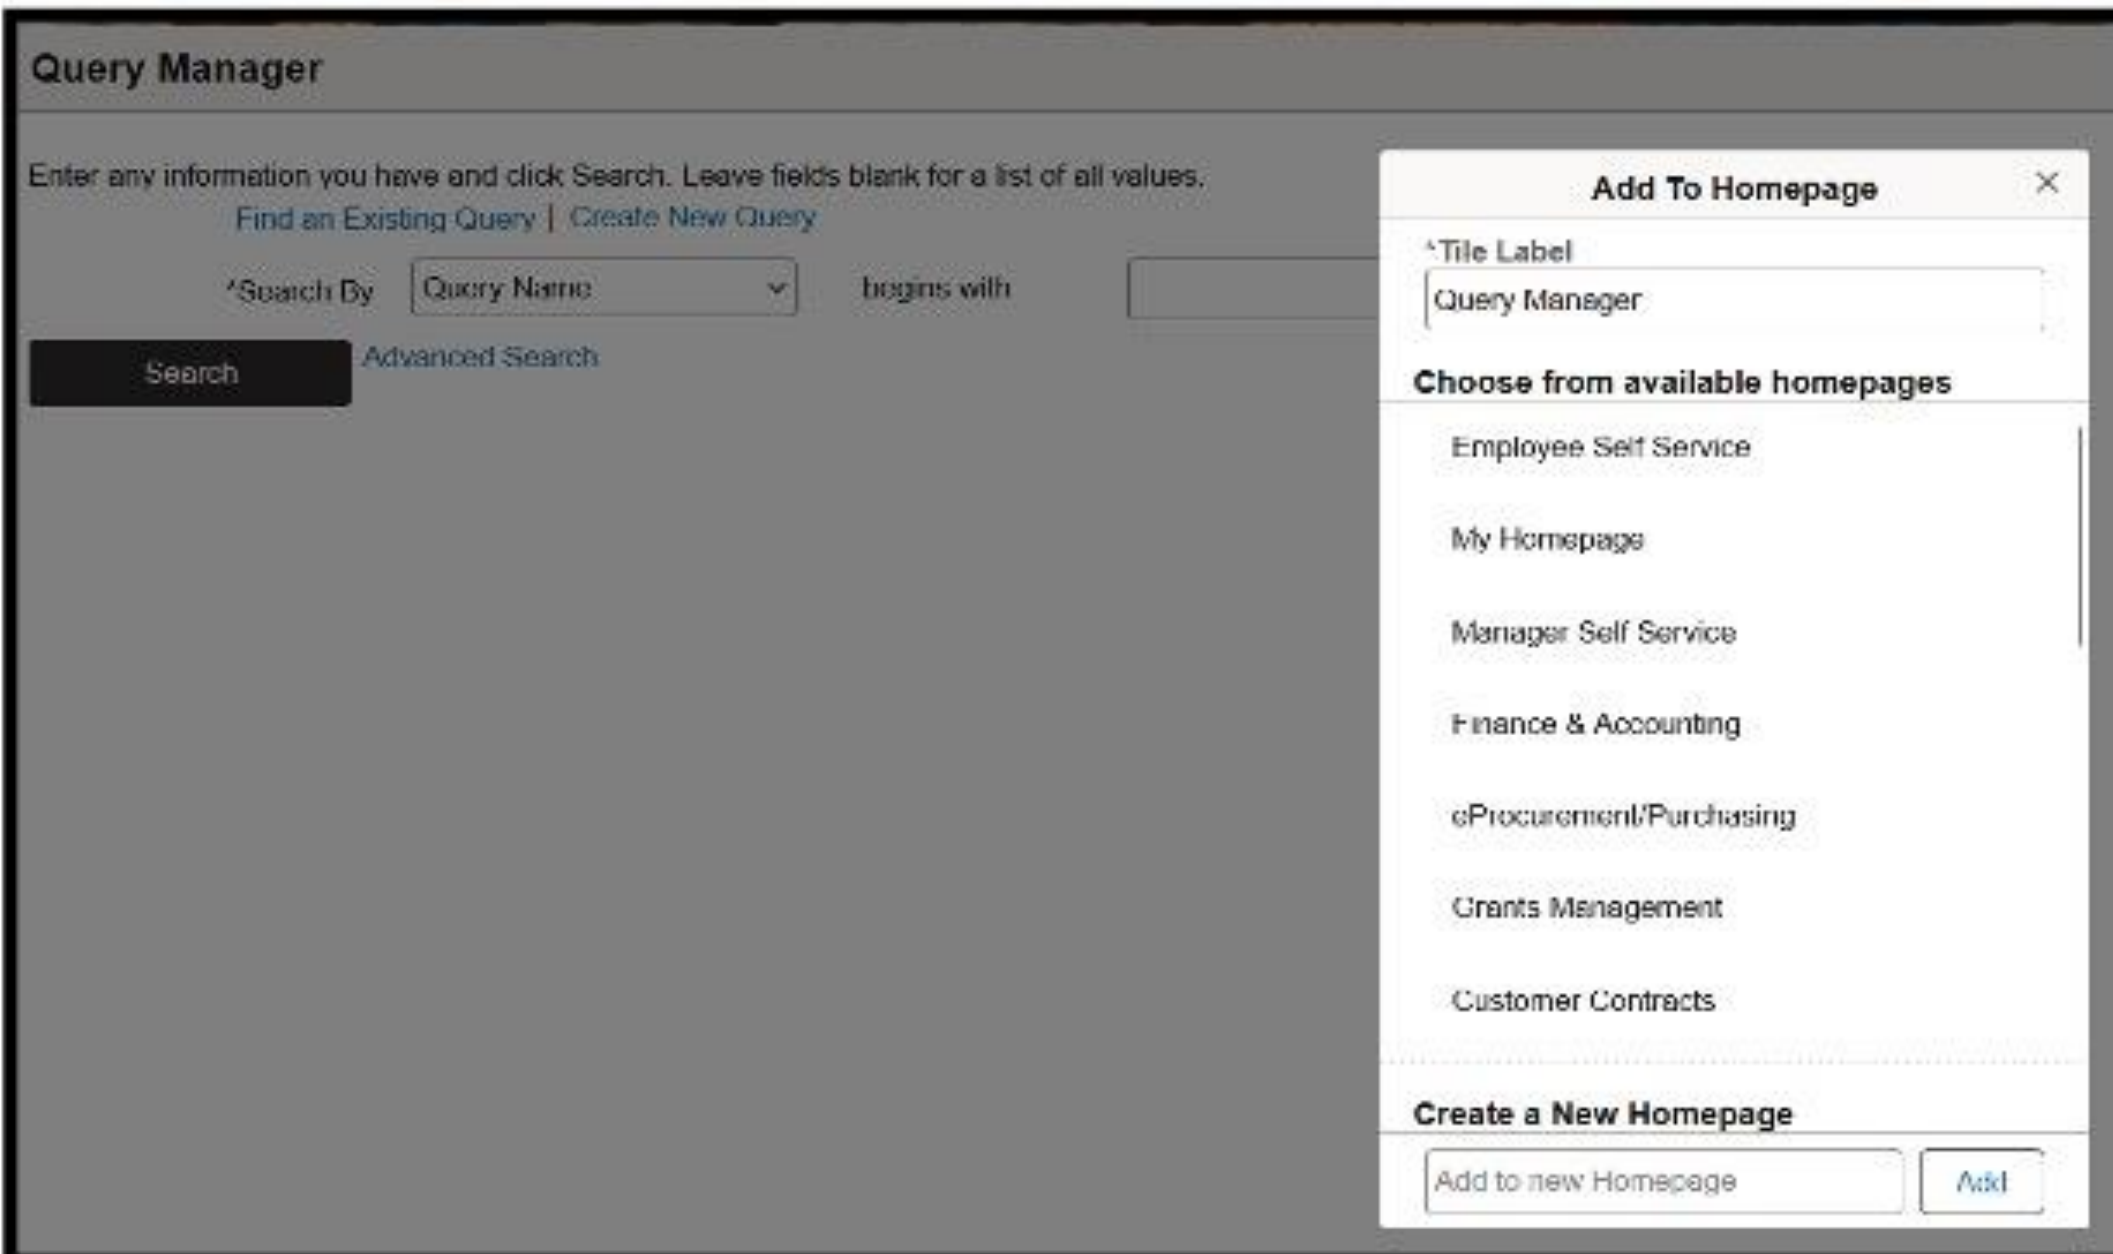 Query Manager
Enter any information you have and click Search. Leave fields blank for a list of all values.
Find an Existing Query | Create New Query
*Search By Query Name begins with
Search Advanced Search
Add To Homepage
*Tile Label
Query Manager
Choose from available homepages
Employee Self Service
My Homepage
Manager Self Service
Finance & Accounting
eProcurement/Purchasing
Grants Management
Customer Contracts
Create a New Homepage
Add to new Homepage Add